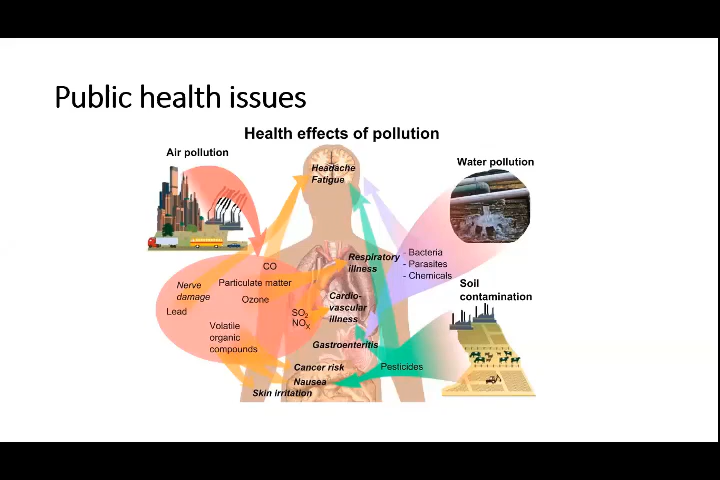 Public health issues
Health effects of pollution
Air pollution
Water pollution
Headache
Fatigue
- Bacteria
- Parasites
- Chemicals
Respiratory
illness
CO
Nerve
damage
Particulate matter
Ozone
Lead
Volatile
organic
compounds
SO₂
NOₓ
Cardio-
vascular
illness
Soil
contamination
Gastroenteritis
Cancer risk
Pesticides
Nausea
Skin irritation